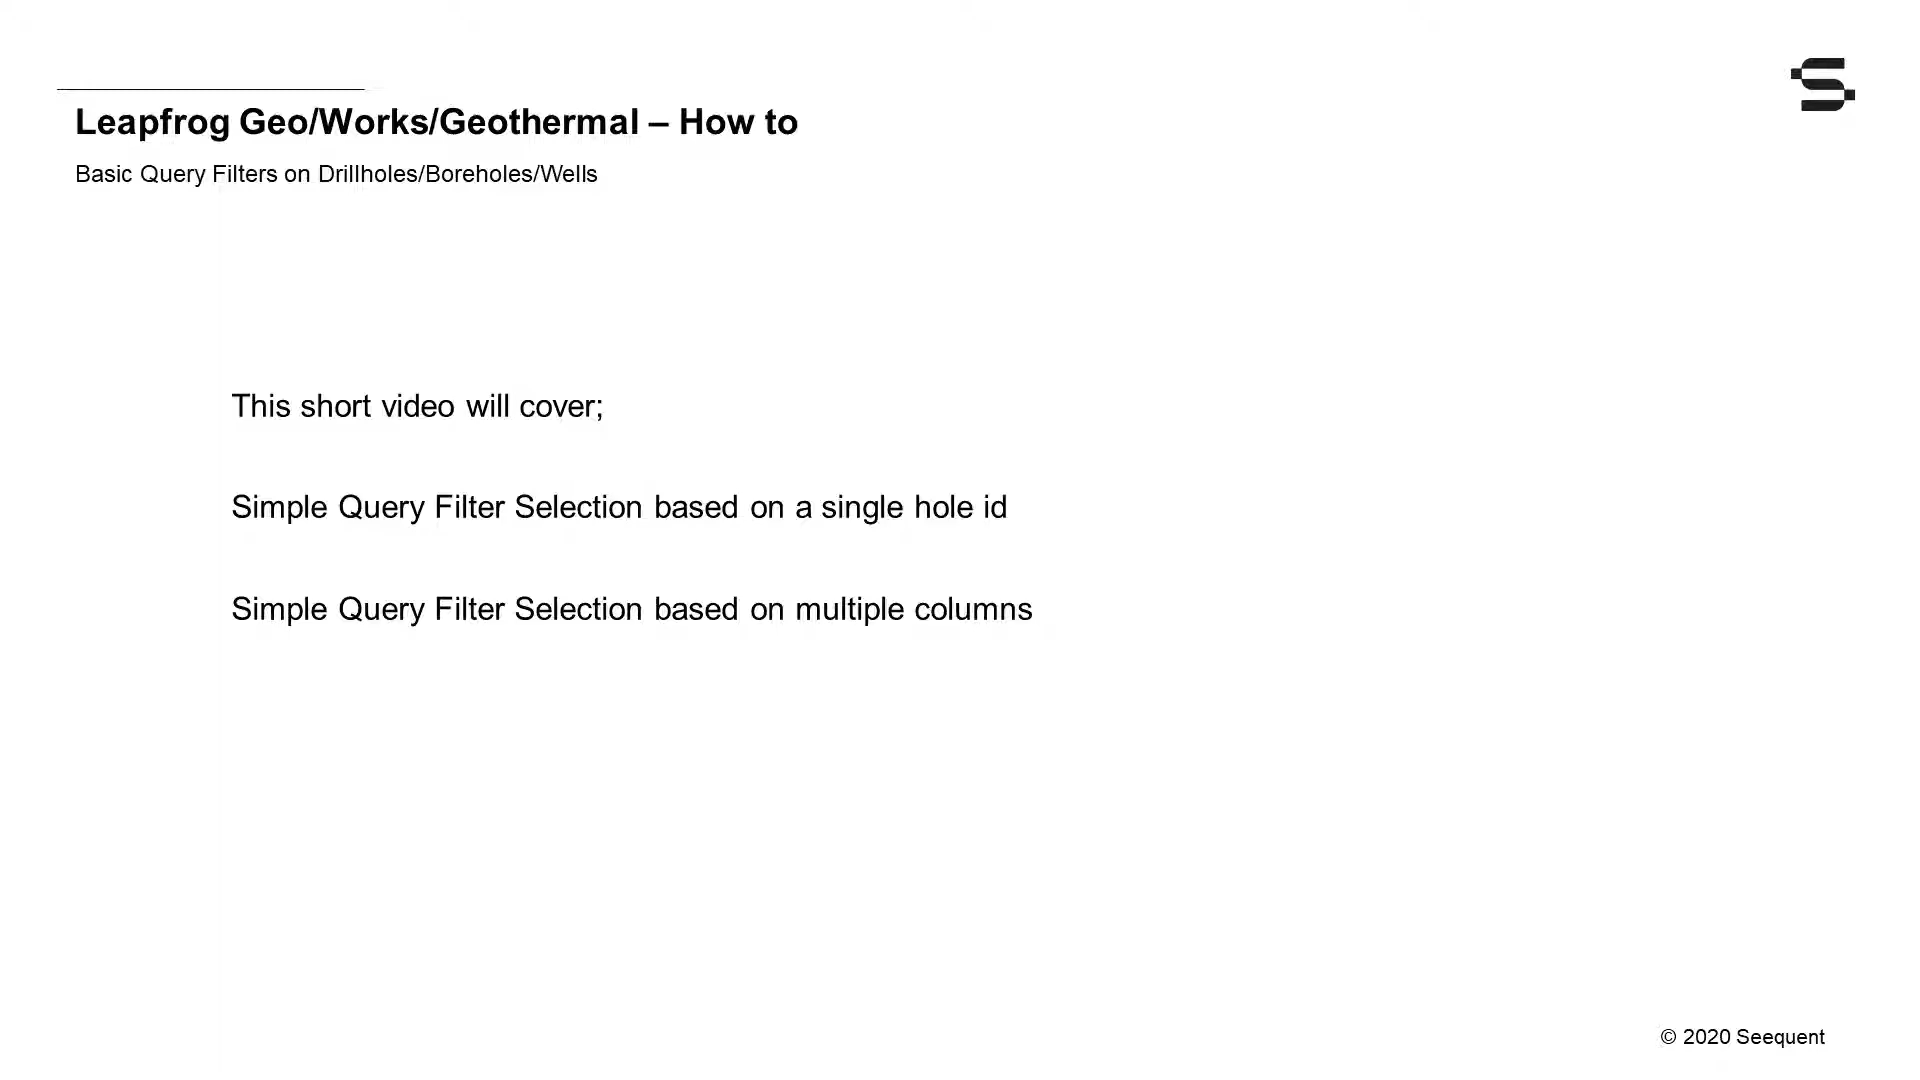 Leapfrog Geo/Works/Geothermal – How to
Basic Query Filters on Drillholes/Boreholes/Wells
This short video will cover;
Simple Query Filter Selection based on a single hole id
Simple Query Filter Selection based on multiple columns
© 2020 Seequent